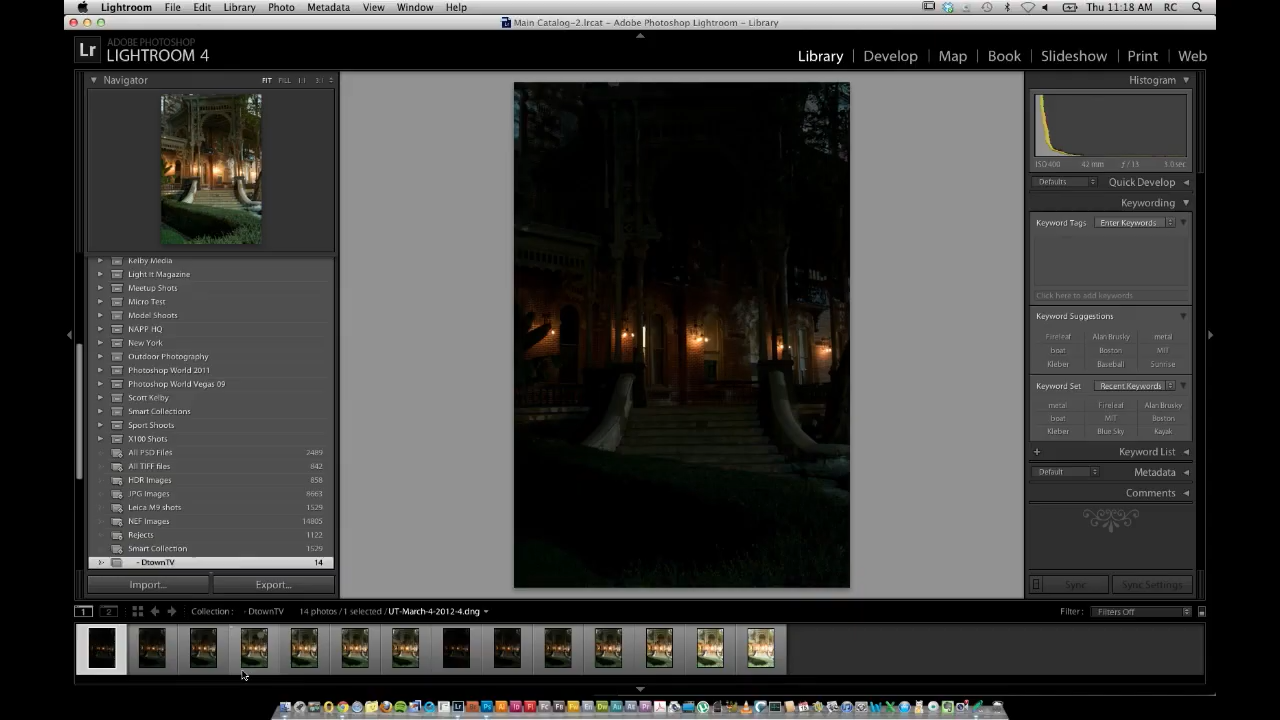 Lightroom File Edit Library Photo Metadata View Window Help Thu 11:18 AM RC
Main Catalog-2.lrcat - Adobe Photoshop Lightroom - Library
Lr ADOBE PHOTOSHOP
LIGHTROOM 4
Library | Develop | Map | Book | Slideshow | Print | Web
Navigator FIT FILL 1:1 3:1
Histogram
ISO 400 42 mm f / 13 3.0 sec
Defaults Quick Develop
Keywording
Keyword Tags Enter Keywords
Click here to add keywords
Keyword Suggestions
Fireleaf Alan Brusky metal
boat Boston MIT
Kleber Baseball Sunrise
Keyword Set Recent Keywords
metal Fireleaf Alan Brusky
boat MIT Boston
Kleber Blue Sky Kayak
Keyword List
Default Metadata
Comments
Sync Sync Settings
Kelby Media
Light It Magazine
Meetup Shots
Micro Test
Model Shoots
NAPP HQ
New York
Outdoor Photography
Photoshop World 2011
Photoshop World Vegas 09
Scott Kelby
Smart Collections
Sport Shoots
X100 Shots
All PSD Files 2489
All TIFF files 842
HDR Images 858
JPG Images 8663
Leica M9 shots 1529
NEF Images 14805
Rejects 1122
Smart Collection 1529
- DtownTV 14
Import... Export...
1 2 Collection : - DtownTV 14 photos / 1 selected / UT-March-4-2012-4.dng Filter : Filters Off